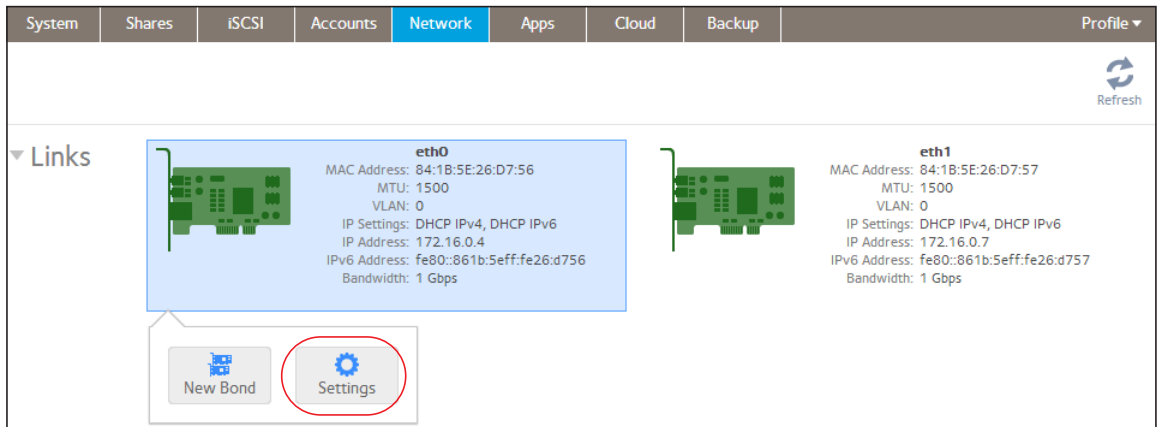 System Shares iSCSI Accounts Network Apps Cloud Backup Profile
Refresh
Links
eth0
MAC Address: 84:1B:5E:26:D7:56
MTU: 1500
VLAN: 0
IP Settings: DHCP IPv4, DHCP IPv6
IP Address: 172.16.0.4
IPv6 Address: fe80::861b:5eff:fe26:d756
Bandwidth: 1 Gbps
eth1
MAC Address: 84:1B:5E:26:D7:57
MTU: 1500
VLAN: 0
IP Settings: DHCP IPv4, DHCP IPv6
IP Address: 172.16.0.7
IPv6 Address: fe80::861b:5eff:fe26:d757
Bandwidth: 1 Gbps
New Bond
Settings